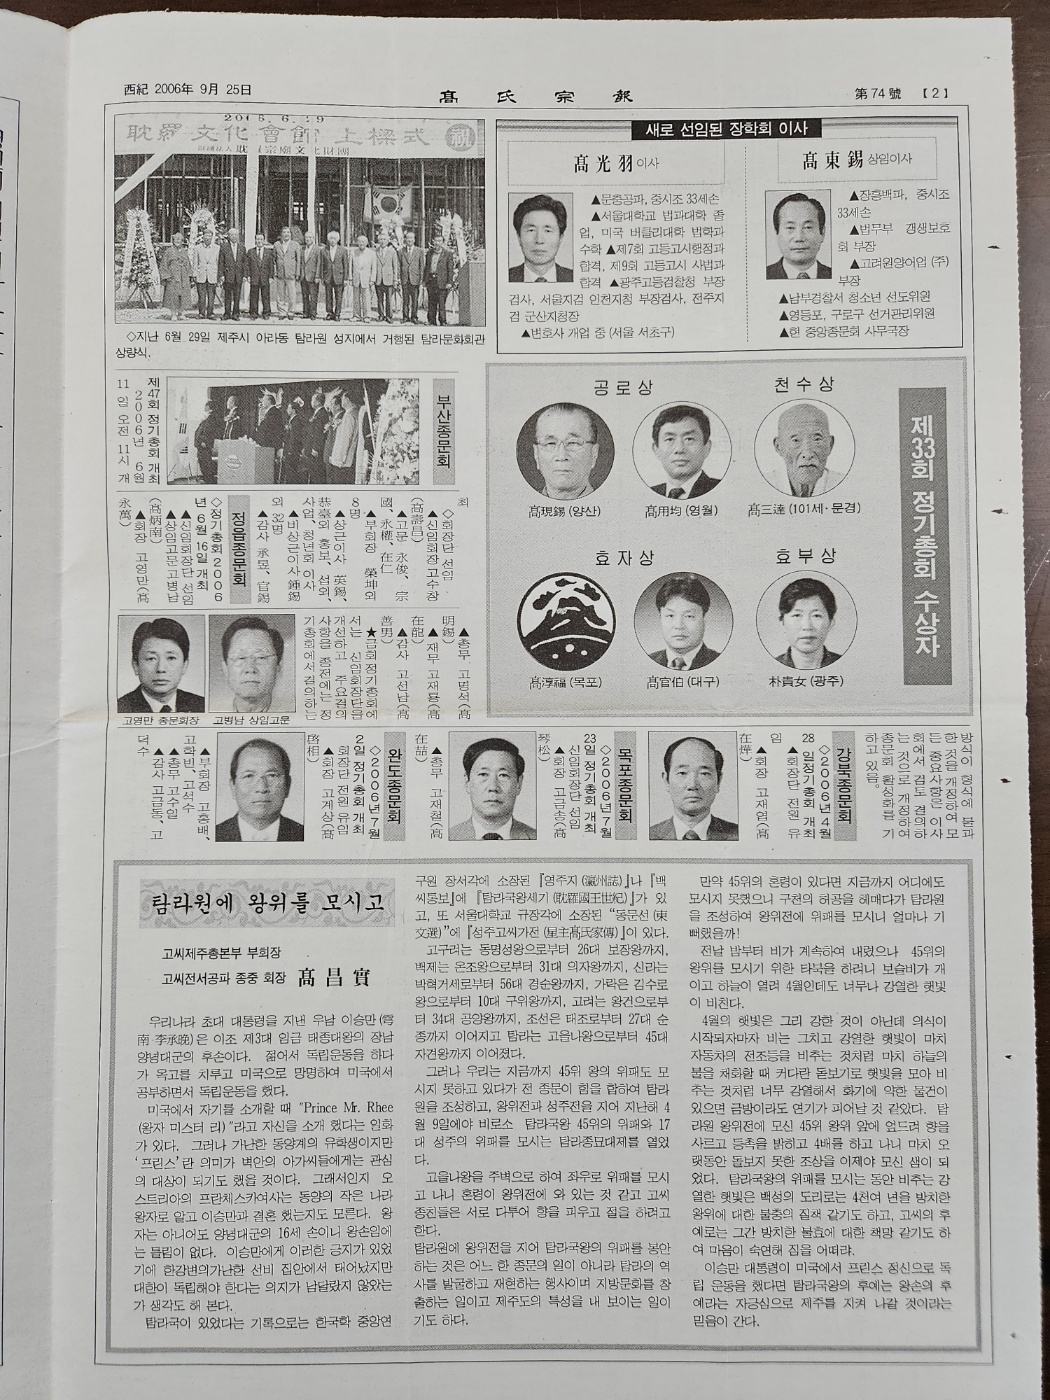 西紀 2006年 9月 25日
髙 氏 宗 報
第74號 【2】
耽羅文化會館 上樑式
◇지난 6월 29일 제주시 아라동 탐라원 성지에서 거행된 탐라문화회관
상량식.
새로 선임된 장학회 이사
髙光羽 이사
▲문충공파, 중시조 33세손
▲서울대학교 법과대학 졸
업, 미국 버클리대학 법학과
수학 ▲제7회 고등고시행정과
합격, 제9회 고등고시 사법과
합격 ▲광주고등검찰청 부장
검사, 서울지검 인천지청 부장검사, 전주지
검 군산지청장
▲변호사 개업 중 (서울 서초구)
髙東錫 상임이사
▲장흥백파, 중시조
33세손
▲법무부 갱생보호
회 부장
▲고려원양어업 (주)
부장
▲남부경찰서 청소년 선도위원
▲영등포, 구로구 선거관리위원
▲현 중앙종문회 사무국장
부산종문회
제47회 정기총회 개최
2006년 6월
11일 오전 11시 개
최
◇회장단 선임
▲신임회장 고수창
(髙壽昌)
▲고문 永俊, 宗
國, 永權, 在仁
▲부회장 榮坤외
8명
▲상근이사 英錫,
恭臺외 홍보, 섭외,
사업, 청년회 이사
▲비상근이사 鍾錫
외 32명
▲감사 承昱, 官錫
정읍종문회
◇정기총회 2006
년 6월 16일 개최
▲신임회장단 선임
▲상임고문 고병남
(髙炳南)
▲회장 고영만(髙
永萬)
▲총무 고명석(髙
明錫)
▲재무 고재룡(髙
在龍)
▲감사 고선남(髙
善男)
★금회 정기총회에
서는 신임회장단을
개선하고 주요결의
사항을 종전에는 정
기총회에서 결의하는
고영만 종문회장
고병남 상임고문
제33회 정기총회 수상자
공로상
천수상
髙現錫 (양산)
髙用均 (영월)
髙三達 (101세·문경)
효자상
효부상
髙淳福 (목포)
髙官伯 (대구)
朴貴女 (광주)
방식이 형식에 불과
한 것을 개정하여 모
든 중요사항은 이사
회에서 검토 결의하
는 것으로 개정하여
종문회 활성화를 기
하고 있음.
강북종문회
◇2006년 4월
28일 정기총회 개최
▲회장단 전원 유
임
▲회장 고재엽(髙
在燁)
목포종문회
◇2006년 7월
23일 정기총회 개최
신임회장단 선임
▲회장 고금송(髙
琴松)
▲총무 고재철(髙
在喆)
완도종문회
◇2006년 7월
2일 정기총회 개최
회장단 전원 유임
▲회장 고계상(髙
啓相)
▲부회장 고홍배,
고학빈, 고석수
▲총무 고수일
▲감사 고금동, 고
덕수
탐라원에 왕위를 모시고
고씨제주총본부 부회장
고씨전서공파 종중 회장 髙昌實
우리나라 초대 대통령을 지낸 우남 이승만(雩
南 李承晩)은 이조 제3대 임금 태종대왕의 장남
양녕대군의 후손이다. 젊어서 독립운동을 하다
가 옥고를 치루고 미국으로 망명하여 미국에서
공부하면서 독립운동을 했다.
미국에서 자기를 소개할 때 "Prince Mr. Rhee
(왕자 미스터 리)"라고 자신을 소개 했다는 일화
가 있다. 그러나 가난한 동양계의 유학생이지만
'프린스'란 의미가 벽안의 아가씨들에게는 관심
의 대상이 되기도 했을 것이다. 그래서인지 오
스트리아의 프란체스카여사는 동양의 작은 나라
왕자로 알고 이승만과 결혼 했는지도 모른다. 왕
자는 아니어도 양녕대군의 16세 손이니 왕손임에
는 틀림이 없다. 이승만에게 이러한 긍지가 있었
기에 한갈변의가난한 선비 집안에서 태어났지만
대한이 독립해야 한다는 의지가 남달랐지 않았는
가 생각도 해 본다.
탐라국이 있었다는 기록으로는 한국학 중앙연
구원 장서각에 소장된 『영주지(瀛州誌)』나 『백
씨통보』에 『탐라국왕세기(耽羅國王世紀)』가 있
고, 또 서울대학교 규장각에 소장된 "동문선(東
文選)"에 『성주고씨가전(星主髙氏家傳)』이 있다.
고구려는 동명성왕으로부터 26대 보장왕까지,
백제는 온조왕으로부터 31대 의자왕까지, 신라는
박혁거세로부터 56대 경순왕까지, 가락은 김수로
왕으로부터 10대 구위왕까지, 고려는 왕건으로부
터 34대 공양왕까지, 조선은 태조로부터 27대 순
종까지 이어지고 탐라는 고을나왕으로부터 45대
자견왕까지 이어졌다.
그러나 우리는 지금까지 45위 왕의 위패도 모
시지 못하고 있다가 전 종문이 힘을 합하여 탐라
원을 조성하고, 왕위전과 성주전을 지어 지난해 4
월 9일에야 비로소 탐라국왕 45위의 위패와 17
대 성주의 위패를 모시는 탐라종묘대제를 열었
다.
고을나왕을 주벽으로 하여 좌우로 위패를 모시
고 나니 혼령이 왕위전에 와 있는 것 같고 고씨
종친들은 서로 다투어 향을 피우고 절을 하려고
한다.
탐라원에 왕위전을 지어 탐라국왕의 위패를 봉안
하는 것은 어느 한 종문의 일이 아니라 탐라의 역
사를 발굴하고 재현하는 행사이며 지방문화를 창
출하는 일이고 제주도의 특성을 내 보이는 일이
기도 하다.
만약 45위의 혼령이 있다면 지금까지 어디에도
모시지 못했으니 구천의 허공을 헤매다가 탐라원
을 조성하여 왕위전에 위패를 모시니 얼마나 기
뻐했을까!
전날 밤부터 비가 계속하여 내렸으나 45위의
왕위를 모시기 위한 타북을 하려니 보슬비가 개
이고 하늘이 열려 4월인데도 너무나 강열한 햇빛
이 비친다.
4월의 햇빛은 그리 강한 것이 아닌데 의식이
시작되자마자 비는 그치고 강열한 햇빛이 마치
자동차의 전조등을 비추는 것처럼 마치 하늘의
불을 채화할 때 커다란 돋보기로 햇빛을 모아 비
추는 것처럼 너무 강열해서 화기에 약한 물건이
있으면 금방이라도 연기가 피어날 것 같았다. 탐
라원 왕위전에 모신 45위 왕위 앞에 엎드려 향을
사르고 등촉을 밝히고 4배를 하고 나니 마치 오
랫동안 돌보지 못한 조상을 이제야 모신 샘이 되
었다. 탐라국왕의 위패를 모시는 동안 비추는 강
열한 햇빛은 백성의 도리로는 4천여 년을 방치한
왕위에 대한 불충의 질책 같기도 하고, 고씨의 후
예로는 그간 방치한 불효에 대한 책망 같기도 하
여 마음이 숙연해 짐을 어쩌랴.
이승만 대통령이 미국에서 프린스 정신으로 독
립 운동을 했다면 탐라국왕의 후예는 왕손의 후
예라는 자긍심으로 제주를 지켜 나갈 것이라는
믿음이 간다.